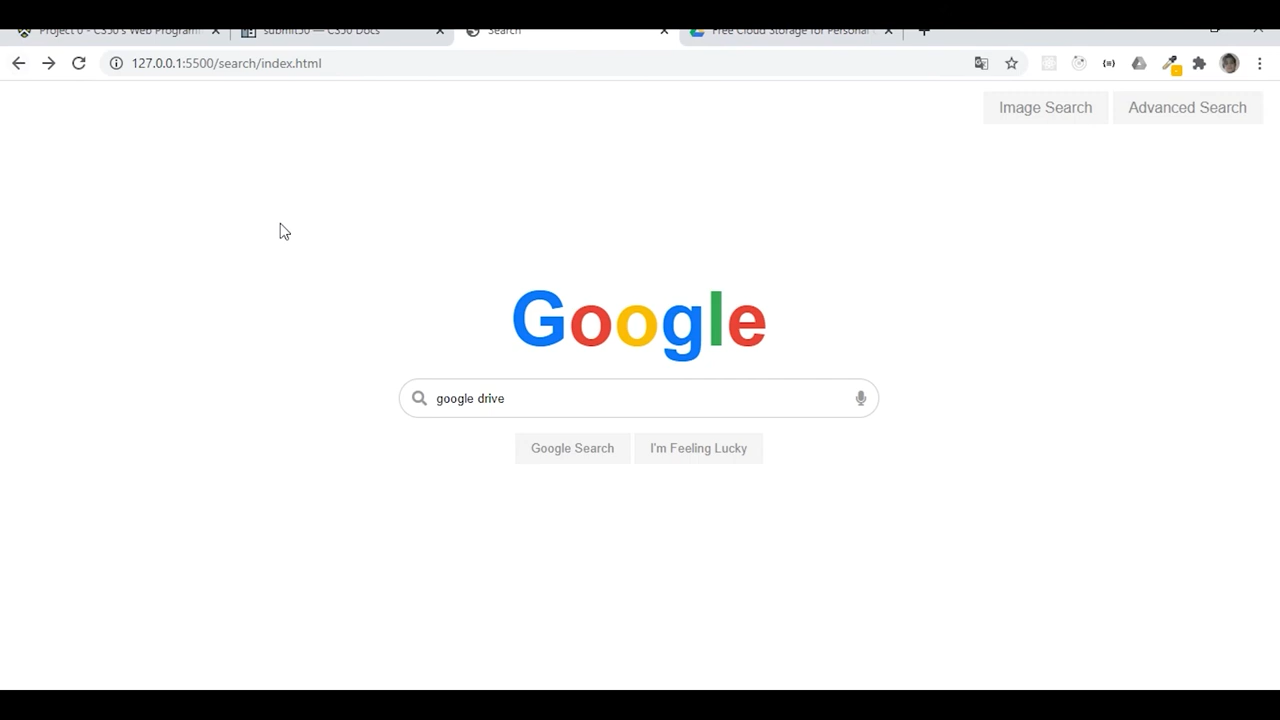 Project 0 - CS50's Web Programm
submit50 — CS50 Docs
Search
Free Cloud Storage for Personal
127.0.0.1:5500/search/index.html
Image Search
Advanced Search
Google
google drive
Google Search
I'm Feeling Lucky